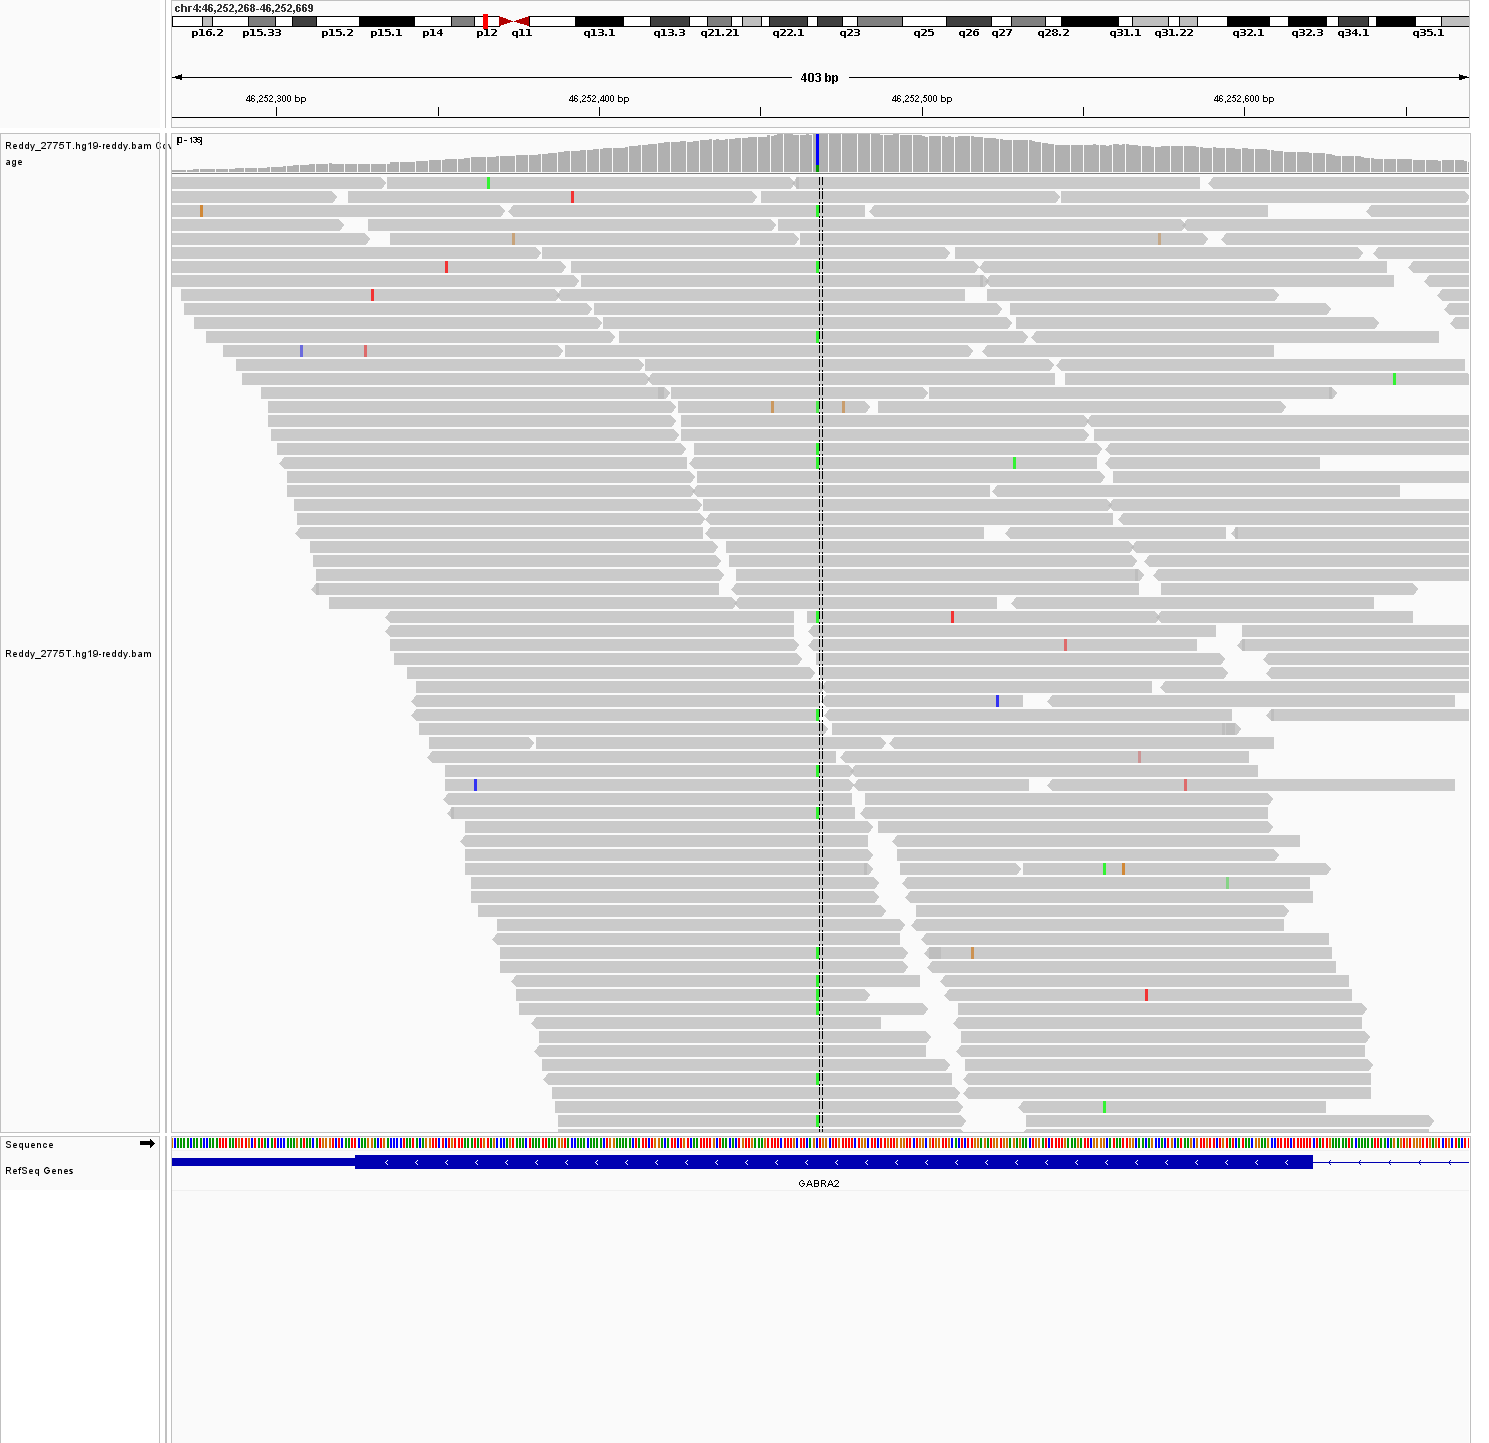 chr4:46,252,268-46,252,669
p16.2 p15.33 p15.2 p15.1 p14 p12 q11 q13.1 q13.3 q21.21 q22.1 q23 q25 q26 q27 q28.2 q31.1 q31.22 q32.1 q32.3 q34.1 q35.1
403 bp
46,252,300 bp 46,252,400 bp 46,252,500 bp 46,252,600 bp
Reddy_2775T.hg19-reddy.bam Cov
age
Reddy_2775T.hg19-reddy.bam
Sequence
RefSeq Genes
GABRA2